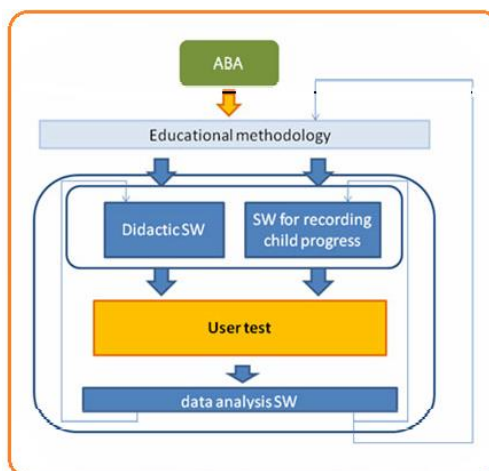 ABA
Educational methodology
Didactic SW
SW for recording
child progress
User test
data analysis SW